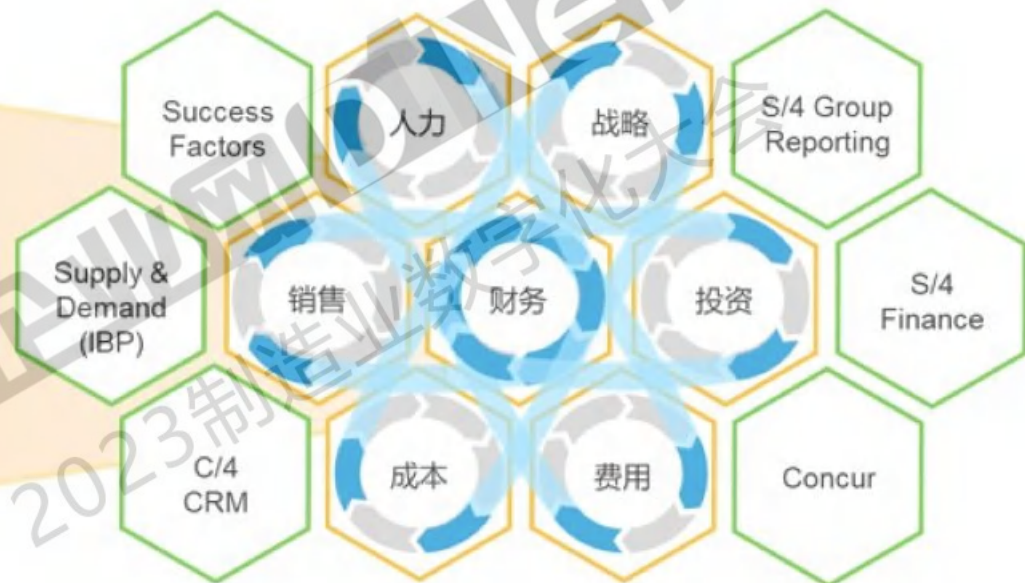 Success
Factors
人力
战略
S/4 Group
Reporting
Supply &
Demand
(IBP)
销售
财务
投资
S/4
Finance
C/4
CRM
成本
费用
Concur
2023制造业数字化大会